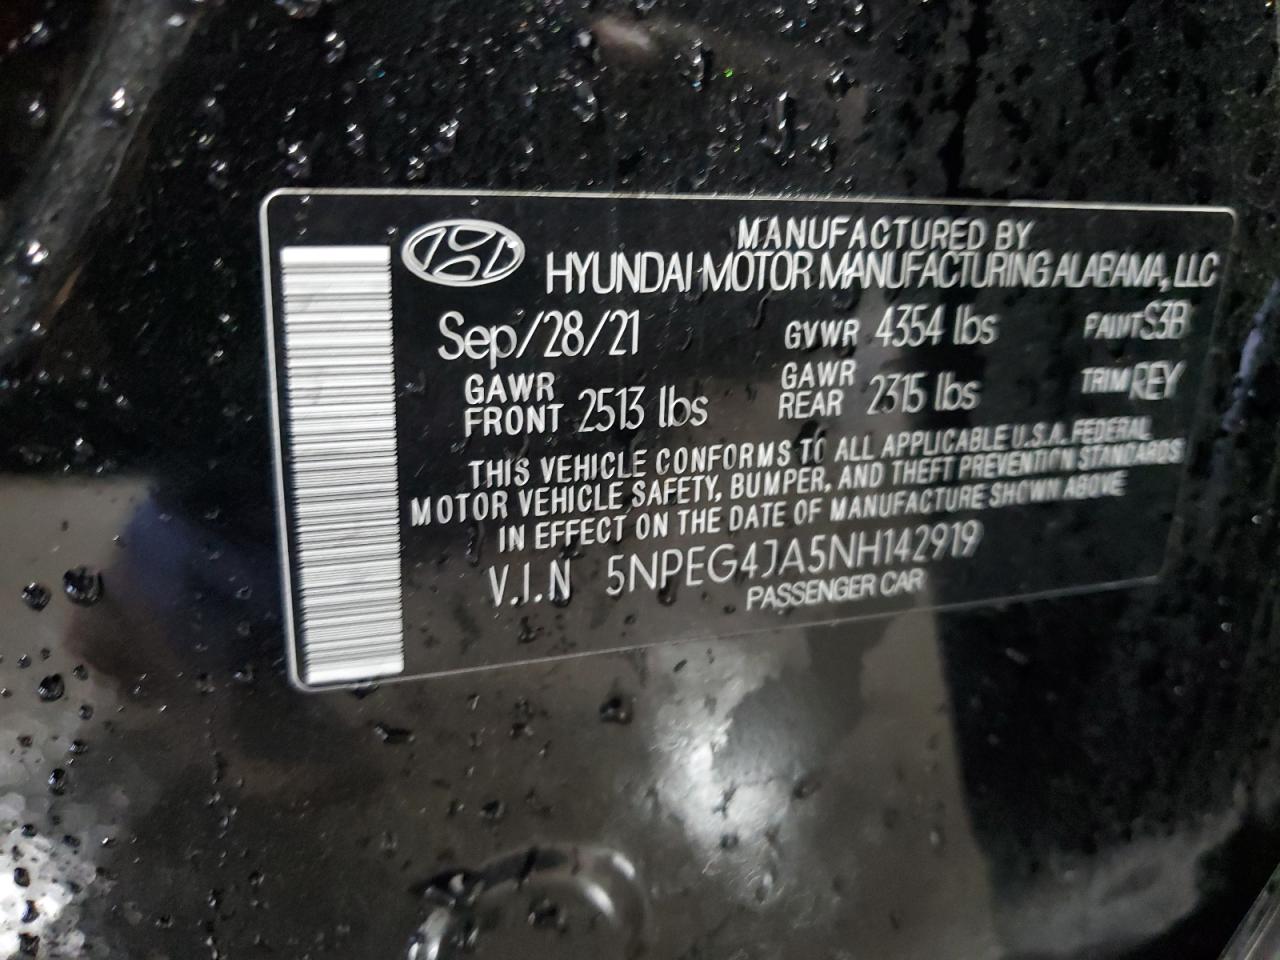 MANUFACTURED BY
HYUNDAI MOTOR MANUFACTURING ALABAMA, LLC
Sep/28/21 GVWR 4354 lbs PAINT S3B
GAWR FRONT 2513 lbs GAWR REAR 2315 lbs TRIM REY
THIS VEHICLE CONFORMS TO ALL APPLICABLE U.S.A. FEDERAL
MOTOR VEHICLE SAFETY, BUMPER, AND THEFT PREVENTION STANDARDS
IN EFFECT ON THE DATE OF MANUFACTURE SHOWN ABOVE
V.I.N 5NPEG4JA5NH142919
PASSENGER CAR